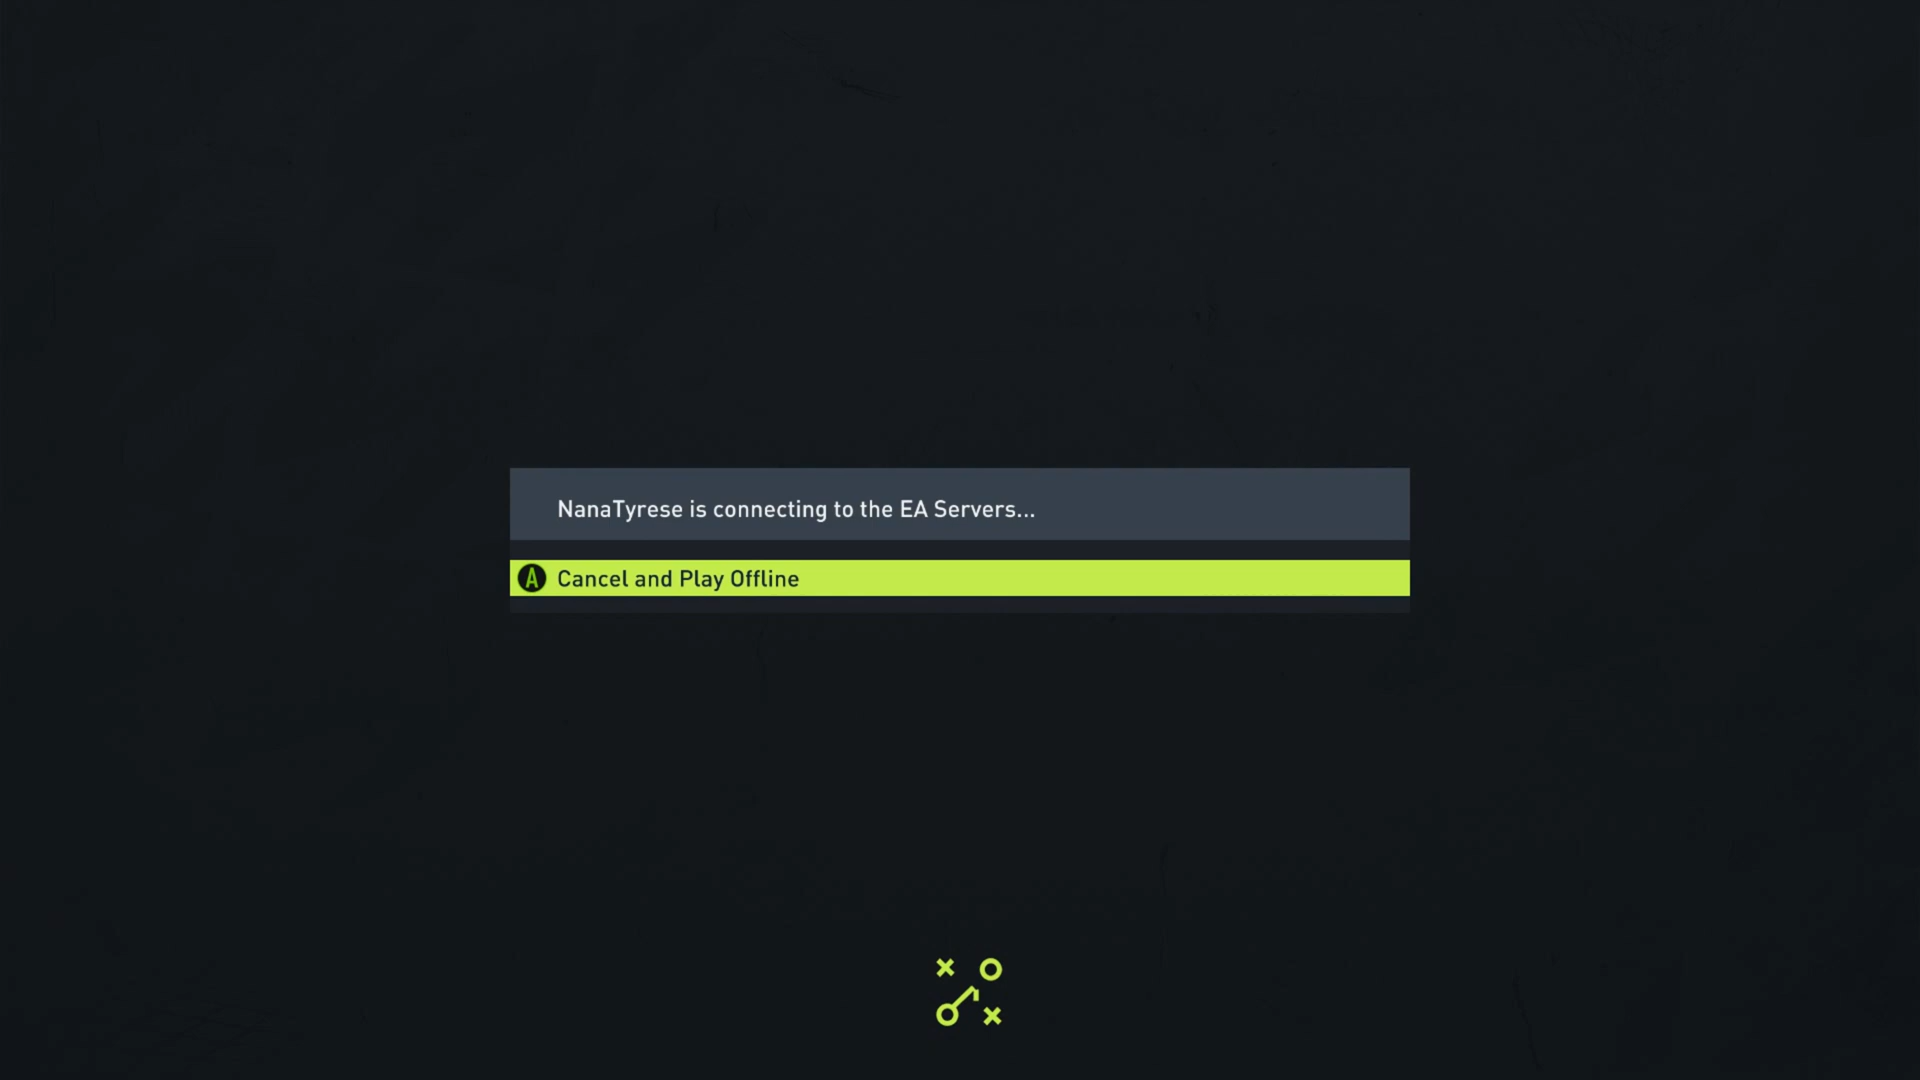 NanaTyrese is connecting to the EA Servers...
A Cancel and Play Offline